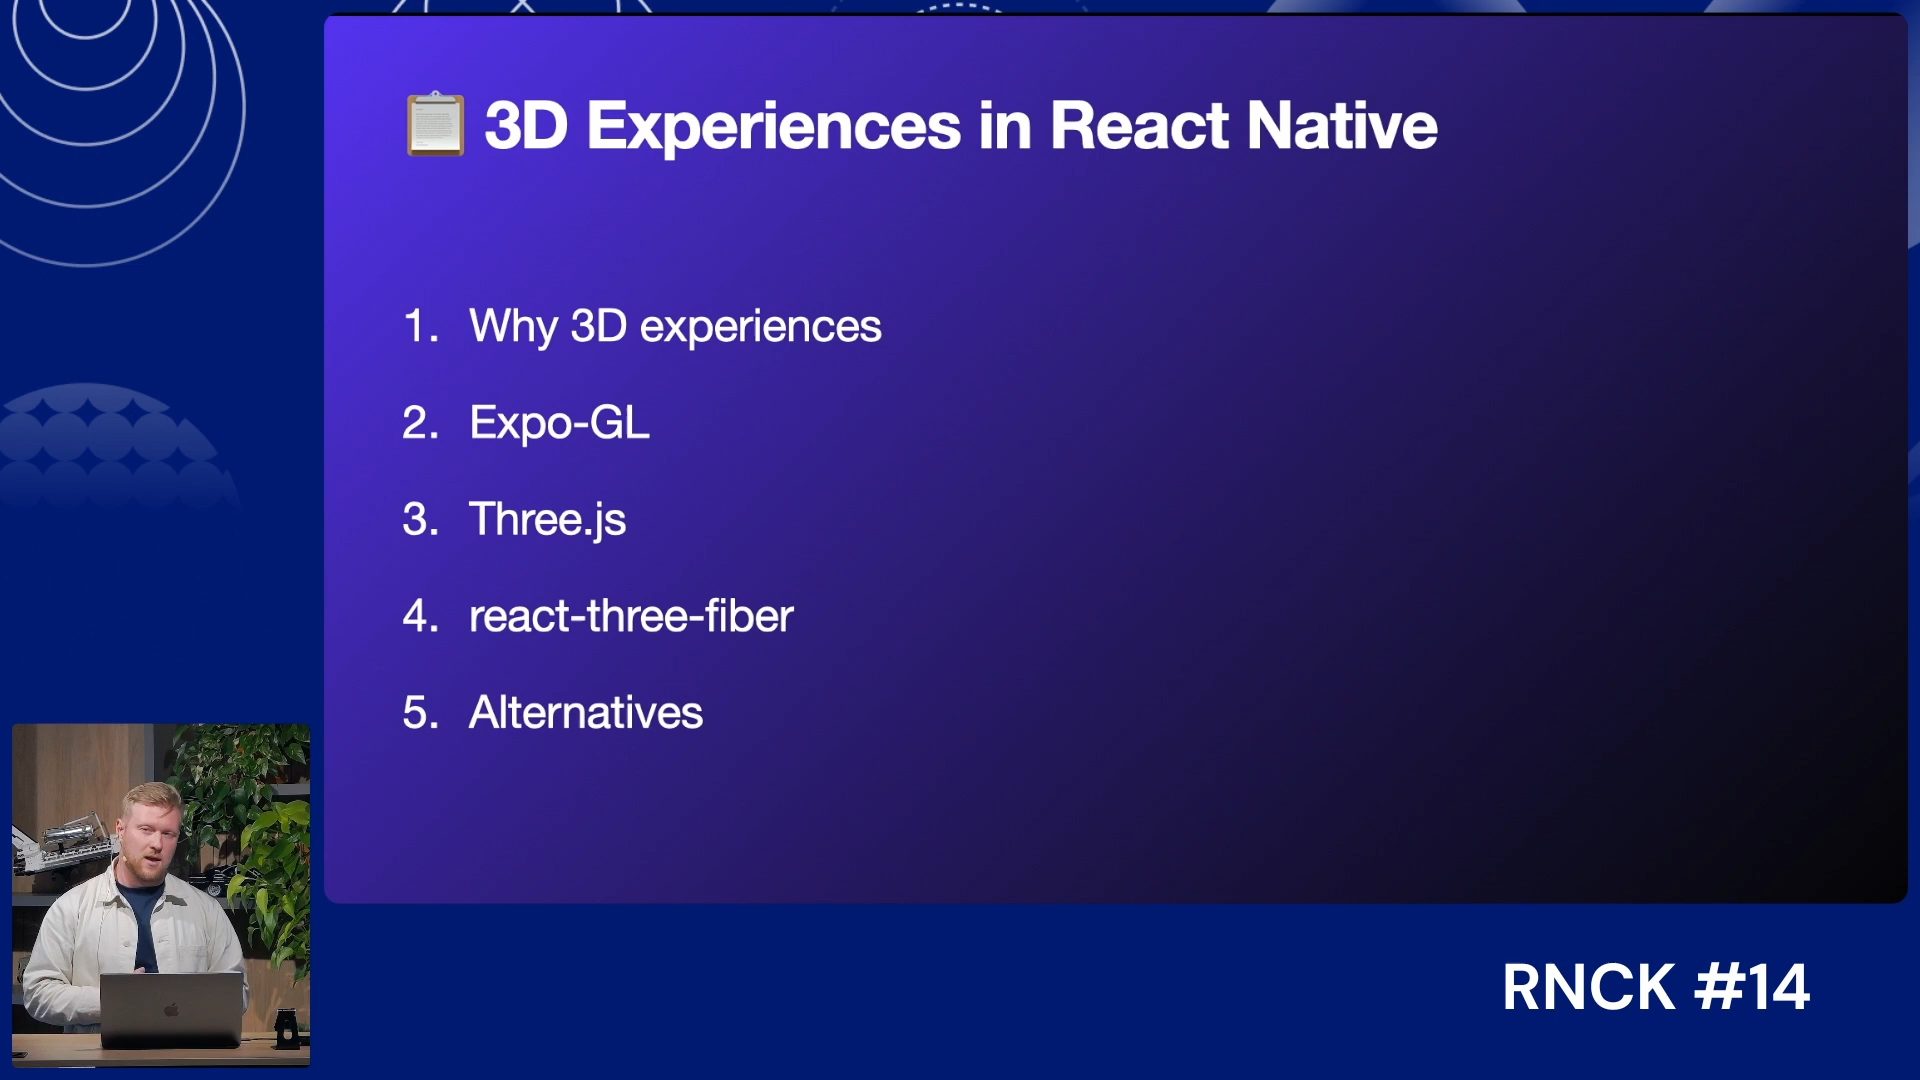 3D Experiences in React Native
1. Why 3D experiences
2. Expo-GL
3. Three.js
4. react-three-fiber
5. Alternatives
RNCK #14